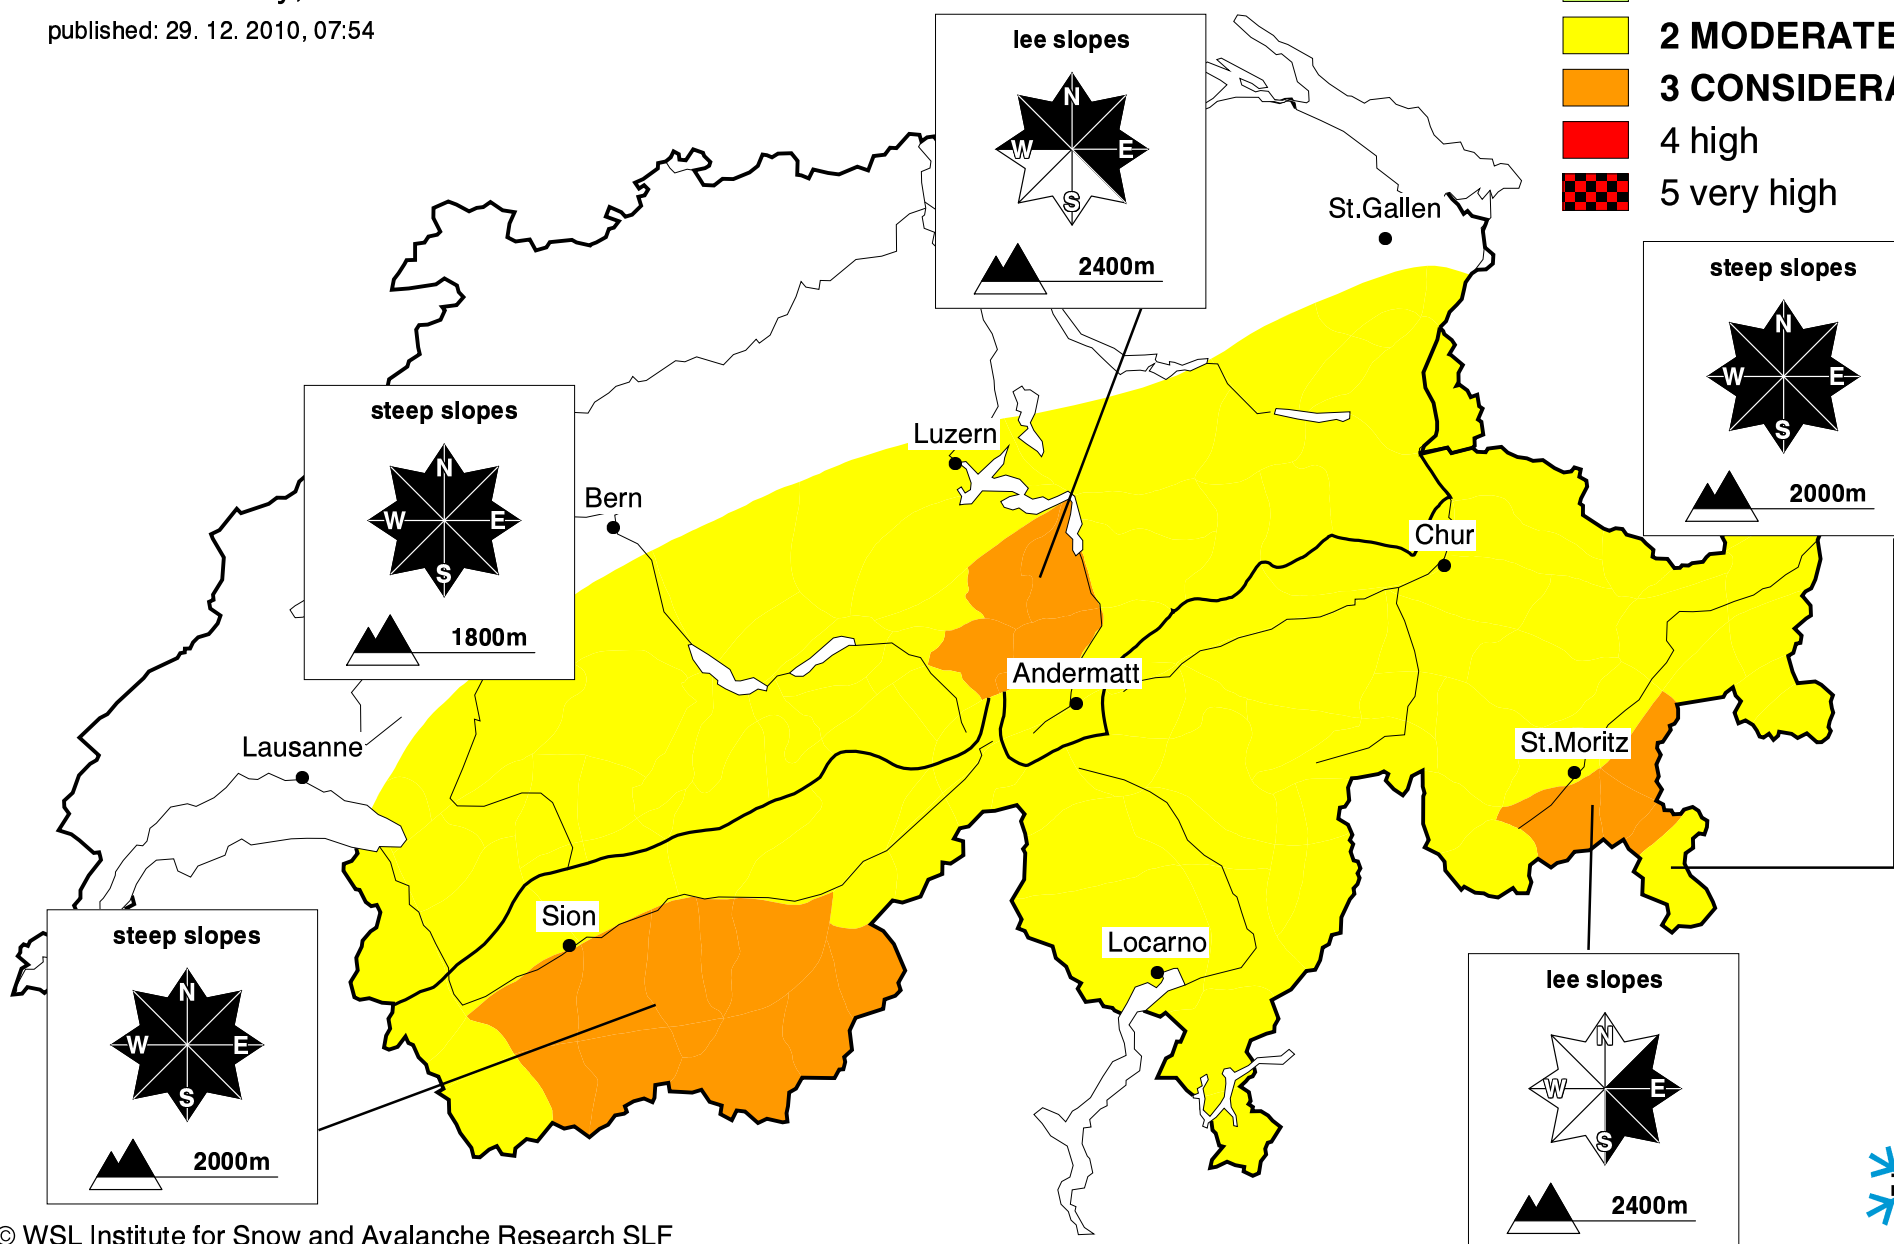 published: 29. 12. 2010, 07:54
2 MODERATE
3 CONSIDERA
4 high
5 very high
lee slopes
N
W
E
S
2400m
St.Gallen
steep slopes
N
W
E
S
2000m
steep slopes
N
W
E
S
1800m
Luzern
Bern
Chur
Andermatt
St.Moritz
Lausanne
Sion
Locarno
steep slopes
N
W
E
S
2000m
lee slopes
N
W
E
S
2400m
© WSL Institute for Snow and Avalanche Research SLF